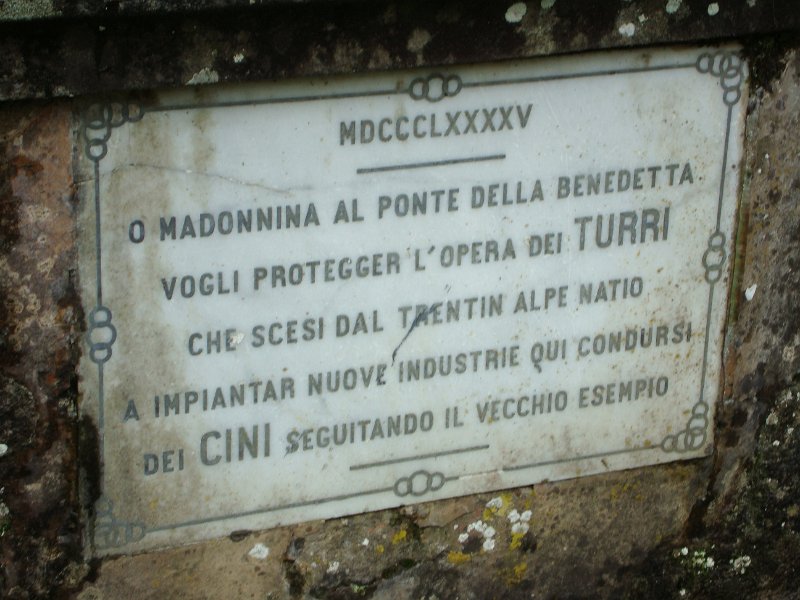 MDCCCLXXXXV
O MADONNINA AL PONTE DELLA BENEDETTA
VOGLI PROTEGGER L'OPERA DEI TURRI
CHE SCESI DAL TRENTIN ALPE NATIO
A IMPIANTAR NUOVE INDUSTRIE QUI CONDURSI
DEI CINI SEGUITANDO IL VECCHIO ESEMPIO